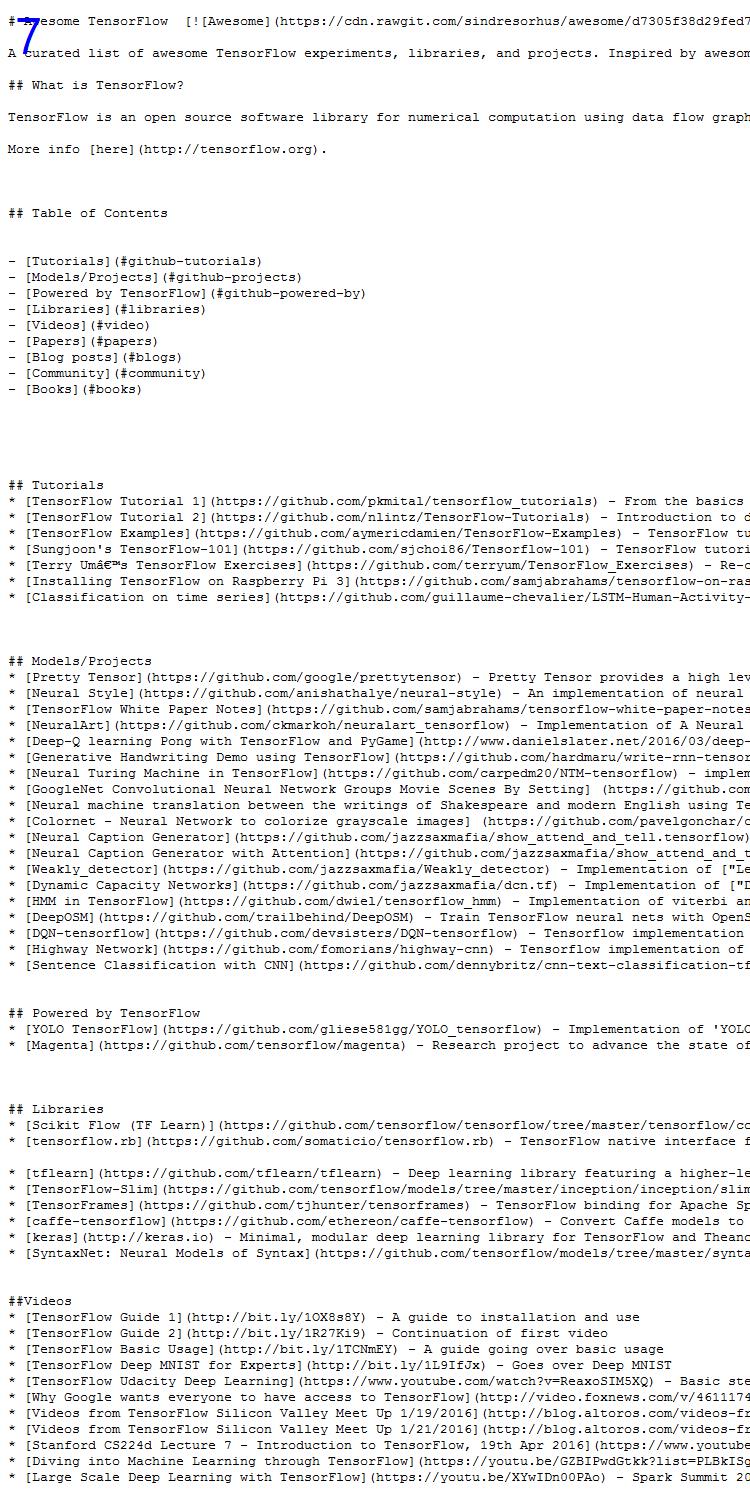 7
# Awesome TensorFlow  [![Awesome](https://cdn.rawgit.com/sindresorhus/awesome/d7305f38d29fed7
A curated list of awesome TensorFlow experiments, libraries, and projects. Inspired by awesom
## What is TensorFlow?
TensorFlow is an open source software library for numerical computation using data flow graph
More info [here](http://tensorflow.org).
## Table of Contents
- [Tutorials](#github-tutorials)
- [Models/Projects](#github-projects)
- [Powered by TensorFlow](#github-powered-by)
- [Libraries](#libraries)
- [Videos](#video)
- [Papers](#papers)
- [Blog posts](#blogs)
- [Community](#community)
- [Books](#books)
## Tutorials
* [TensorFlow Tutorial 1](https://github.com/pkmital/tensorflow_tutorials) - From the basics
* [TensorFlow Tutorial 2](https://github.com/nlintz/TensorFlow-Tutorials) - Introduction to d
* [TensorFlow Examples](https://github.com/aymericdamien/TensorFlow-Examples) - TensorFlow tu
* [Sungjoon's TensorFlow-101](https://github.com/sjchoi86/Tensorflow-101) - TensorFlow tutori
* [Terry Umâ€™s TensorFlow Exercises](https://github.com/terryum/TensorFlow_Exercises) - Re-c
* [Installing TensorFlow on Raspberry Pi 3](https://github.com/samjabrahams/tensorflow-on-ras
* [Classification on time series](https://github.com/guillaume-chevalier/LSTM-Human-Activity-
## Models/Projects
* [Pretty Tensor](https://github.com/google/prettytensor) - Pretty Tensor provides a high lev
* [Neural Style](https://github.com/anishathalye/neural-style) - An implementation of neural
* [TensorFlow White Paper Notes](https://github.com/samjabrahams/tensorflow-white-paper-notes
* [NeuralArt](https://github.com/ckmarkoh/neuralart_tensorflow) - Implementation of A Neural
* [Deep-Q learning Pong with TensorFlow and PyGame](http://www.danielslater.net/2016/03/deep-
* [Generative Handwriting Demo using TensorFlow](https://github.com/hardmaru/write-rnn-tensor
* [Neural Turing Machine in TensorFlow](https://github.com/carpedm20/NTM-tensorflow) - implem
* [GoogleNet Convolutional Neural Network Groups Movie Scenes By Setting] (https://github.com
* [Neural machine translation between the writings of Shakespeare and modern English using Te
* [Colornet - Neural Network to colorize grayscale images] (https://github.com/pavelgonchar/c
* [Neural Caption Generator](https://github.com/jazzsaxmafia/show_attend_and_tell.tensorflow)
* [Neural Caption Generator with Attention](https://github.com/jazzsaxmafia/show_attend_and_t
* [Weakly_detector](https://github.com/jazzsaxmafia/Weakly_detector) - Implementation of ["Le
* [Dynamic Capacity Networks](https://github.com/jazzsaxmafia/dcn.tf) - Implementation of ["D
* [HMM in TensorFlow](https://github.com/dwiel/tensorflow_hmm) - Implementation of viterbi an
* [DeepOSM](https://github.com/trailbehind/DeepOSM) - Train TensorFlow neural nets with OpenS
* [DQN-tensorflow](https://github.com/devsisters/DQN-tensorflow) - Tensorflow implementation
* [Highway Network](https://github.com/fomorians/highway-cnn) - Tensorflow implementation of
* [Sentence Classification with CNN](https://github.com/dennybritz/cnn-text-classification-tf
## Powered by TensorFlow
* [YOLO TensorFlow](https://github.com/gliese581gg/YOLO_tensorflow) - Implementation of 'YOLO
* [Magenta](https://github.com/tensorflow/magenta) - Research project to advance the state of
## Libraries
* [Scikit Flow (TF Learn)](https://github.com/tensorflow/tensorflow/tree/master/tensorflow/co
* [tensorflow.rb](https://github.com/somaticio/tensorflow.rb) - TensorFlow native interface f
* [tflearn](https://github.com/tflearn/tflearn) - Deep learning library featuring a higher-le
* [TensorFlow-Slim](https://github.com/tensorflow/models/tree/master/inception/inception/slim
* [TensorFrames](https://github.com/tjhunter/tensorframes) - TensorFlow binding for Apache Sp
* [caffe-tensorflow](https://github.com/ethereon/caffe-tensorflow) - Convert Caffe models to
* [keras](http://keras.io) - Minimal, modular deep learning library for TensorFlow and Theano
* [SyntaxNet: Neural Models of Syntax](https://github.com/tensorflow/models/tree/master/synta
##Videos
* [TensorFlow Guide 1](http://bit.ly/1OX8s8Y) - A guide to installation and use
* [TensorFlow Guide 2](http://bit.ly/1R27Ki9) - Continuation of first video
* [TensorFlow Basic Usage](http://bit.ly/1TCNmEY) - A guide going over basic usage
* [TensorFlow Deep MNIST for Experts](http://bit.ly/1L9IfJx) - Goes over Deep MNIST
* [TensorFlow Udacity Deep Learning](https://www.youtube.com/watch?v=ReaxoSIM5XQ) - Basic ste
* [Why Google wants everyone to have access to TensorFlow](http://video.foxnews.com/v/4611174
* [Videos from TensorFlow Silicon Valley Meet Up 1/19/2016](http://blog.altoros.com/videos-fr
* [Videos from TensorFlow Silicon Valley Meet Up 1/21/2016](http://blog.altoros.com/videos-fr
* [Stanford CS224d Lecture 7 - Introduction to TensorFlow, 19th Apr 2016](https://www.youtube
* [Diving into Machine Learning through TensorFlow](https://youtu.be/GZBIPwdGtkk?list=PLBkISg
* [Large Scale Deep Learning with TensorFlow](https://youtu.be/XYwIDn00PAo) - Spark Summit 20